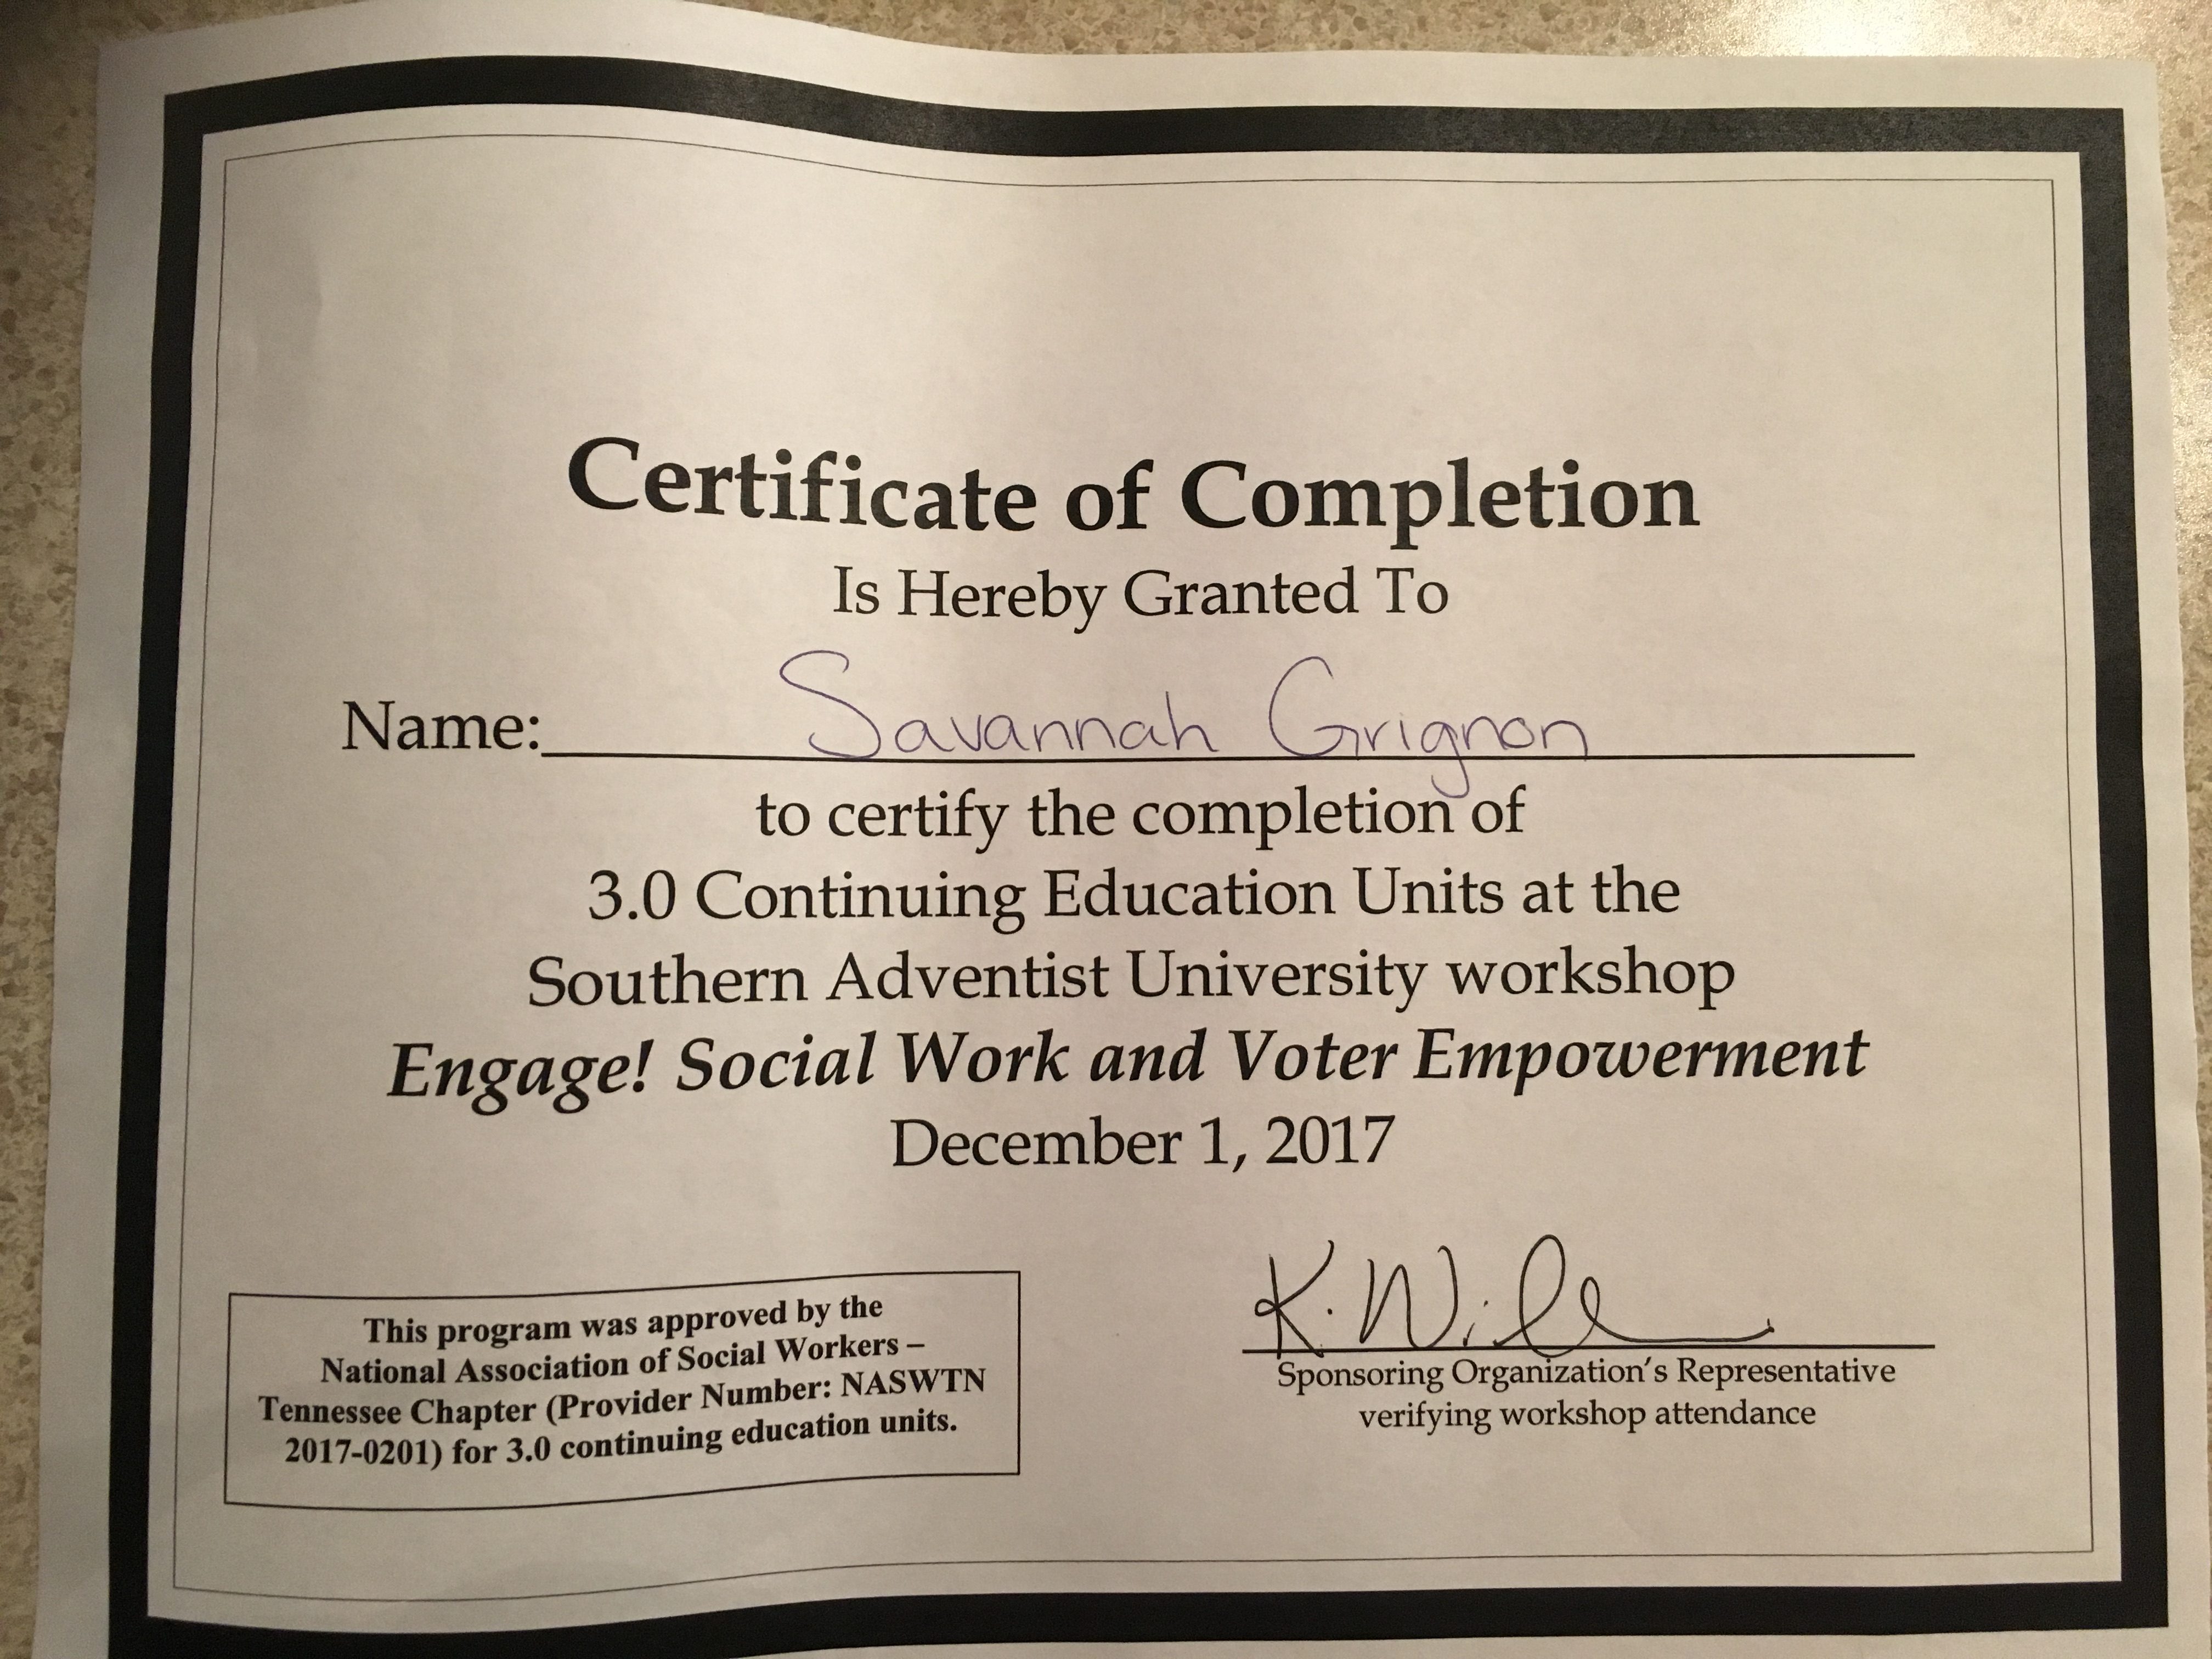 Certificate of Completion
Is Hereby Granted To
Name: Savannah Grignon
to certify the completion of
3.0 Continuing Education Units at the
Southern Adventist University workshop
Engage! Social Work and Voter Empowerment
December 1, 2017
This program was approved by the
National Association of Social Workers –
Tennessee Chapter (Provider Number: NASWTN
2017-0201) for 3.0 continuing education units.
K. 
Sponsoring Organization's Representative
verifying workshop attendance